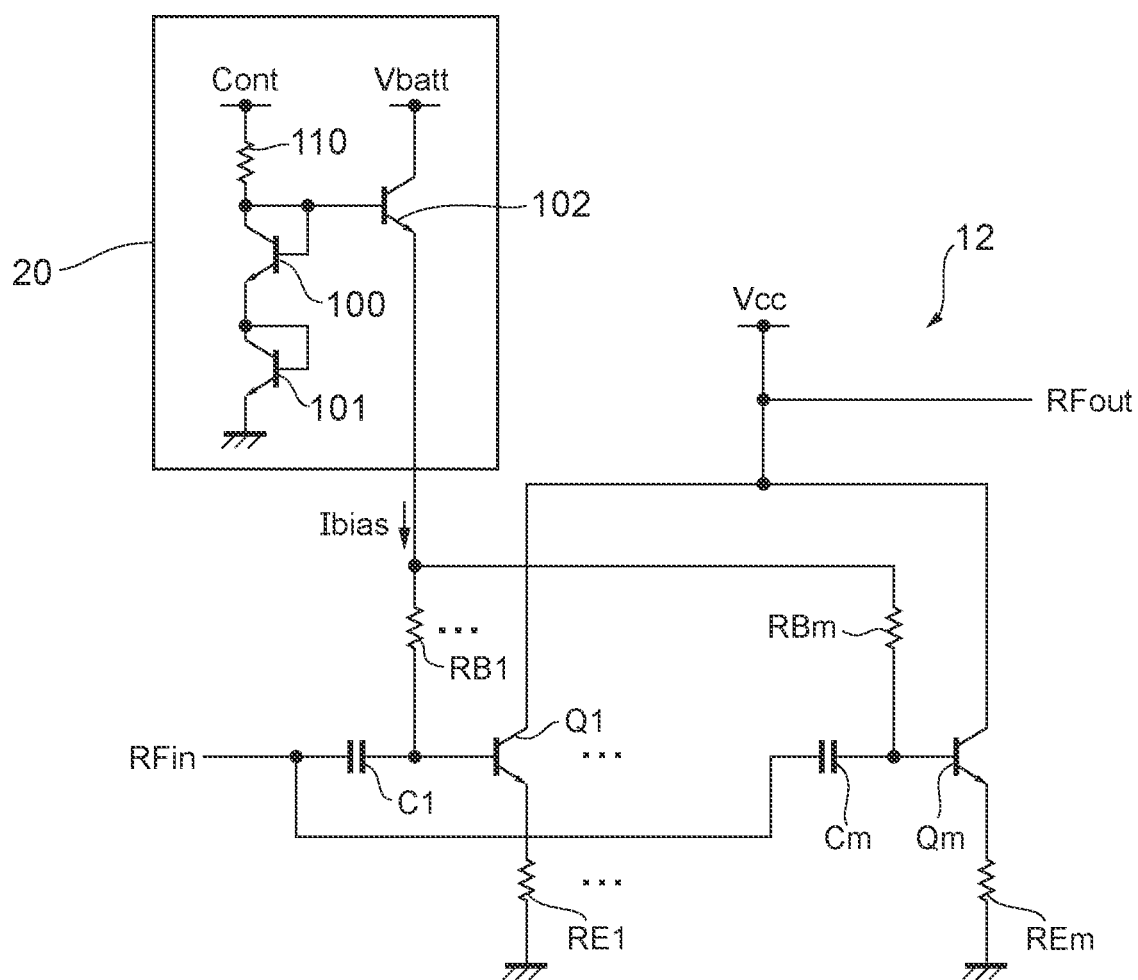 Cont
Vbatt
110
102
20
100
101
12
Vcc
RFout
Ibias
RB1
...
RBm
RFin
C1
Q1
...
Cm
Qm
RE1
...
REm